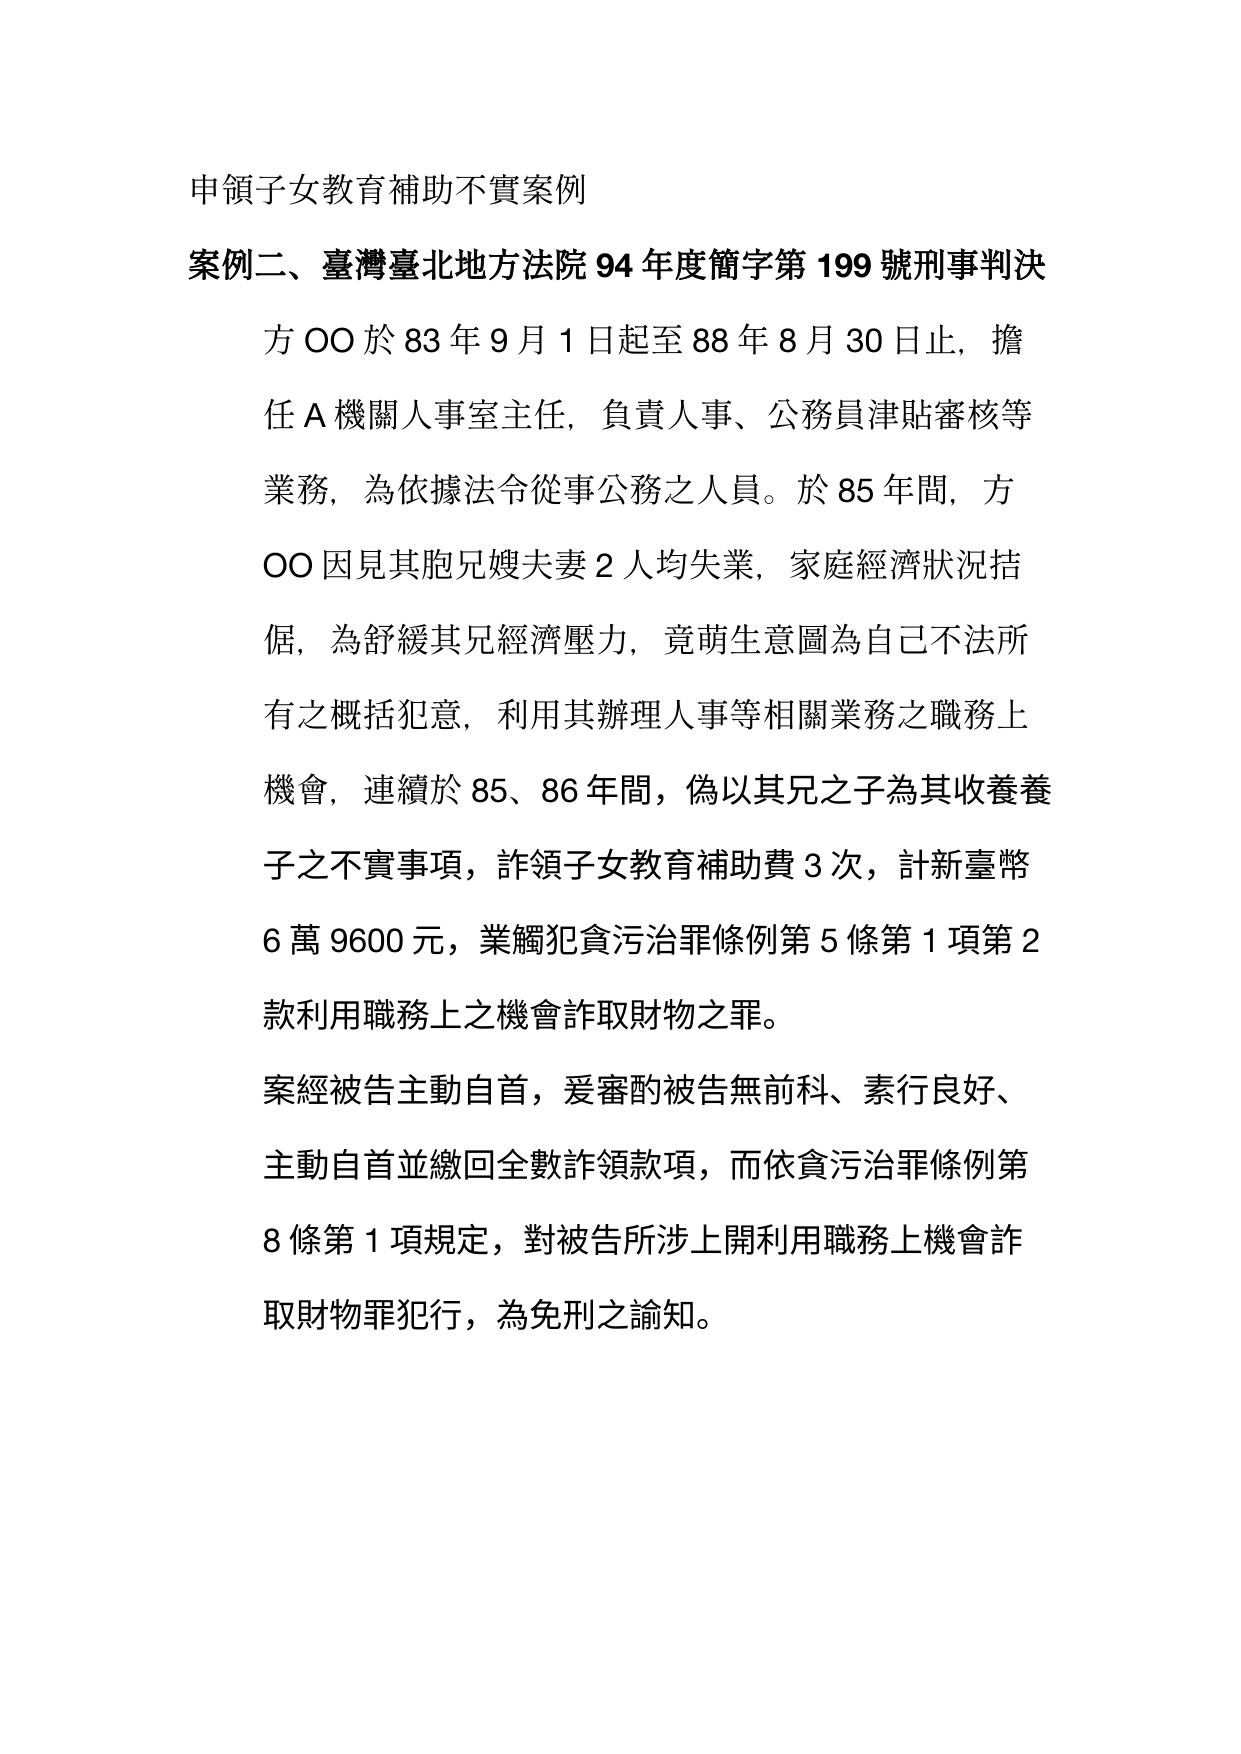 申領子女教育補助不實案例
案例二、臺灣臺北地方法院 94 年度簡字第 199 號刑事判決
方 OO 於 83 年 9 月 1 日起至 88 年 8 月 30 日止，擔
任 A 機關人事室主任，負責人事、公務員津貼審核等
業務，為依據法令從事公務之人員。於 85 年間，方
OO 因見其胞兄嫂夫妻 2 人均失業，家庭經濟狀況拮
倨，為舒緩其兄經濟壓力，竟萌生意圖為自己不法所
有之概括犯意，利用其辦理人事等相關業務之職務上
機會，連續於 85、86 年間，偽以其兄之子為其收養養
子之不實事項，詐領子女教育補助費 3 次，計新臺幣
6 萬 9600 元，業觸犯貪污治罪條例第 5 條第 1 項第 2
款利用職務上之機會詐取財物之罪。
案經被告主動自首，爰審酌被告無前科、素行良好、
主動自首並繳回全數詐領款項，而依貪污治罪條例第
8 條第 1 項規定，對被告所涉上開利用職務上機會詐
取財物罪犯行，為免刑之諭知。